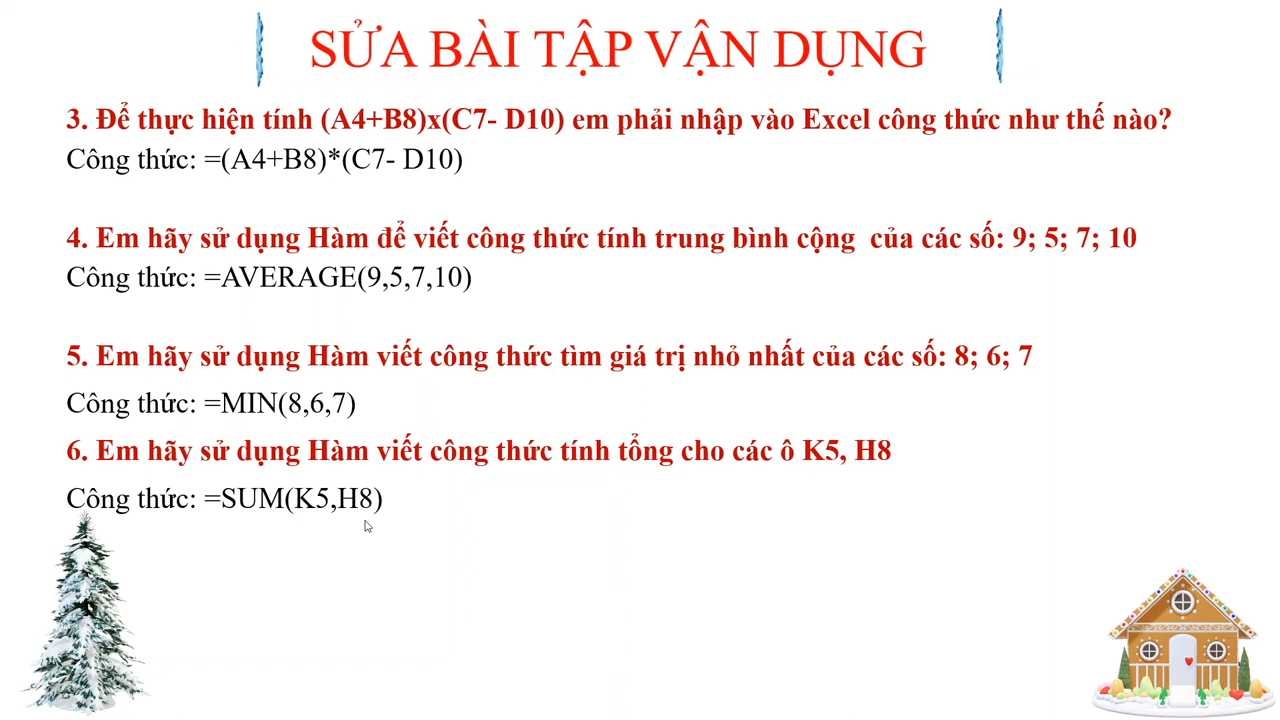 SỬA BÀI TẬP VẬN DỤNG
3. Để thực hiện tính (A4+B8)x(C7- D10) em phải nhập vào Excel công thức như thế nào?
Công thức: =(A4+B8)*(C7- D10)
4. Em hãy sử dụng Hàm để viết công thức tính trung bình cộng  của các số: 9; 5; 7; 10
Công thức: =AVERAGE(9,5,7,10)
5. Em hãy sử dụng Hàm viết công thức tìm giá trị nhỏ nhất của các số: 8; 6; 7
Công thức: =MIN(8,6,7)
6. Em hãy sử dụng Hàm viết công thức tính tổng cho các ô K5, H8
Công thức: =SUM(K5,H8)